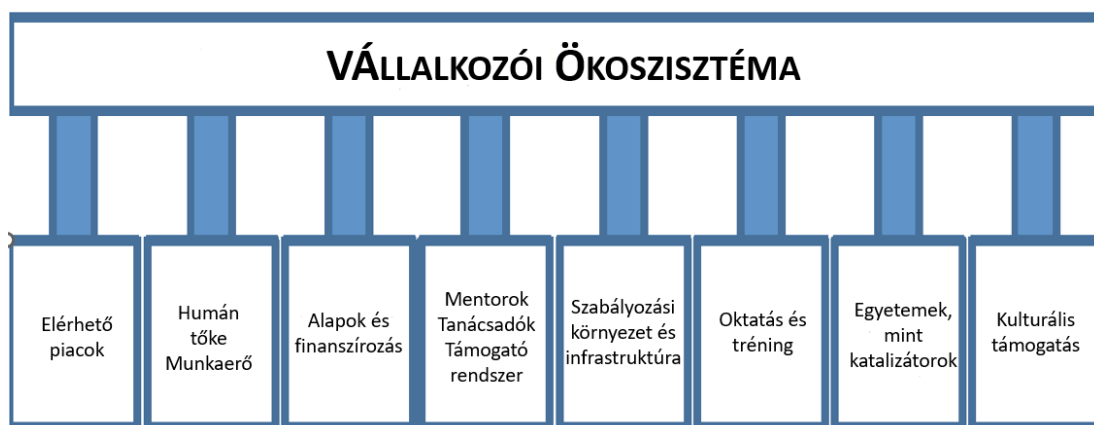 VÁLLALKOZÓI ÖKOSZISZTÉMA
Elérhető
piacok
Humán
tőke
Munkaerő
Alapok és
finanszírozás
Mentorok
Tanácsadók
Támogató
rendszer
Szabályozási
környezet és
infrastruktúra
Oktatás és
tréning
Egyetemek,
mint
katalizátorok
Kulturális
támogatás